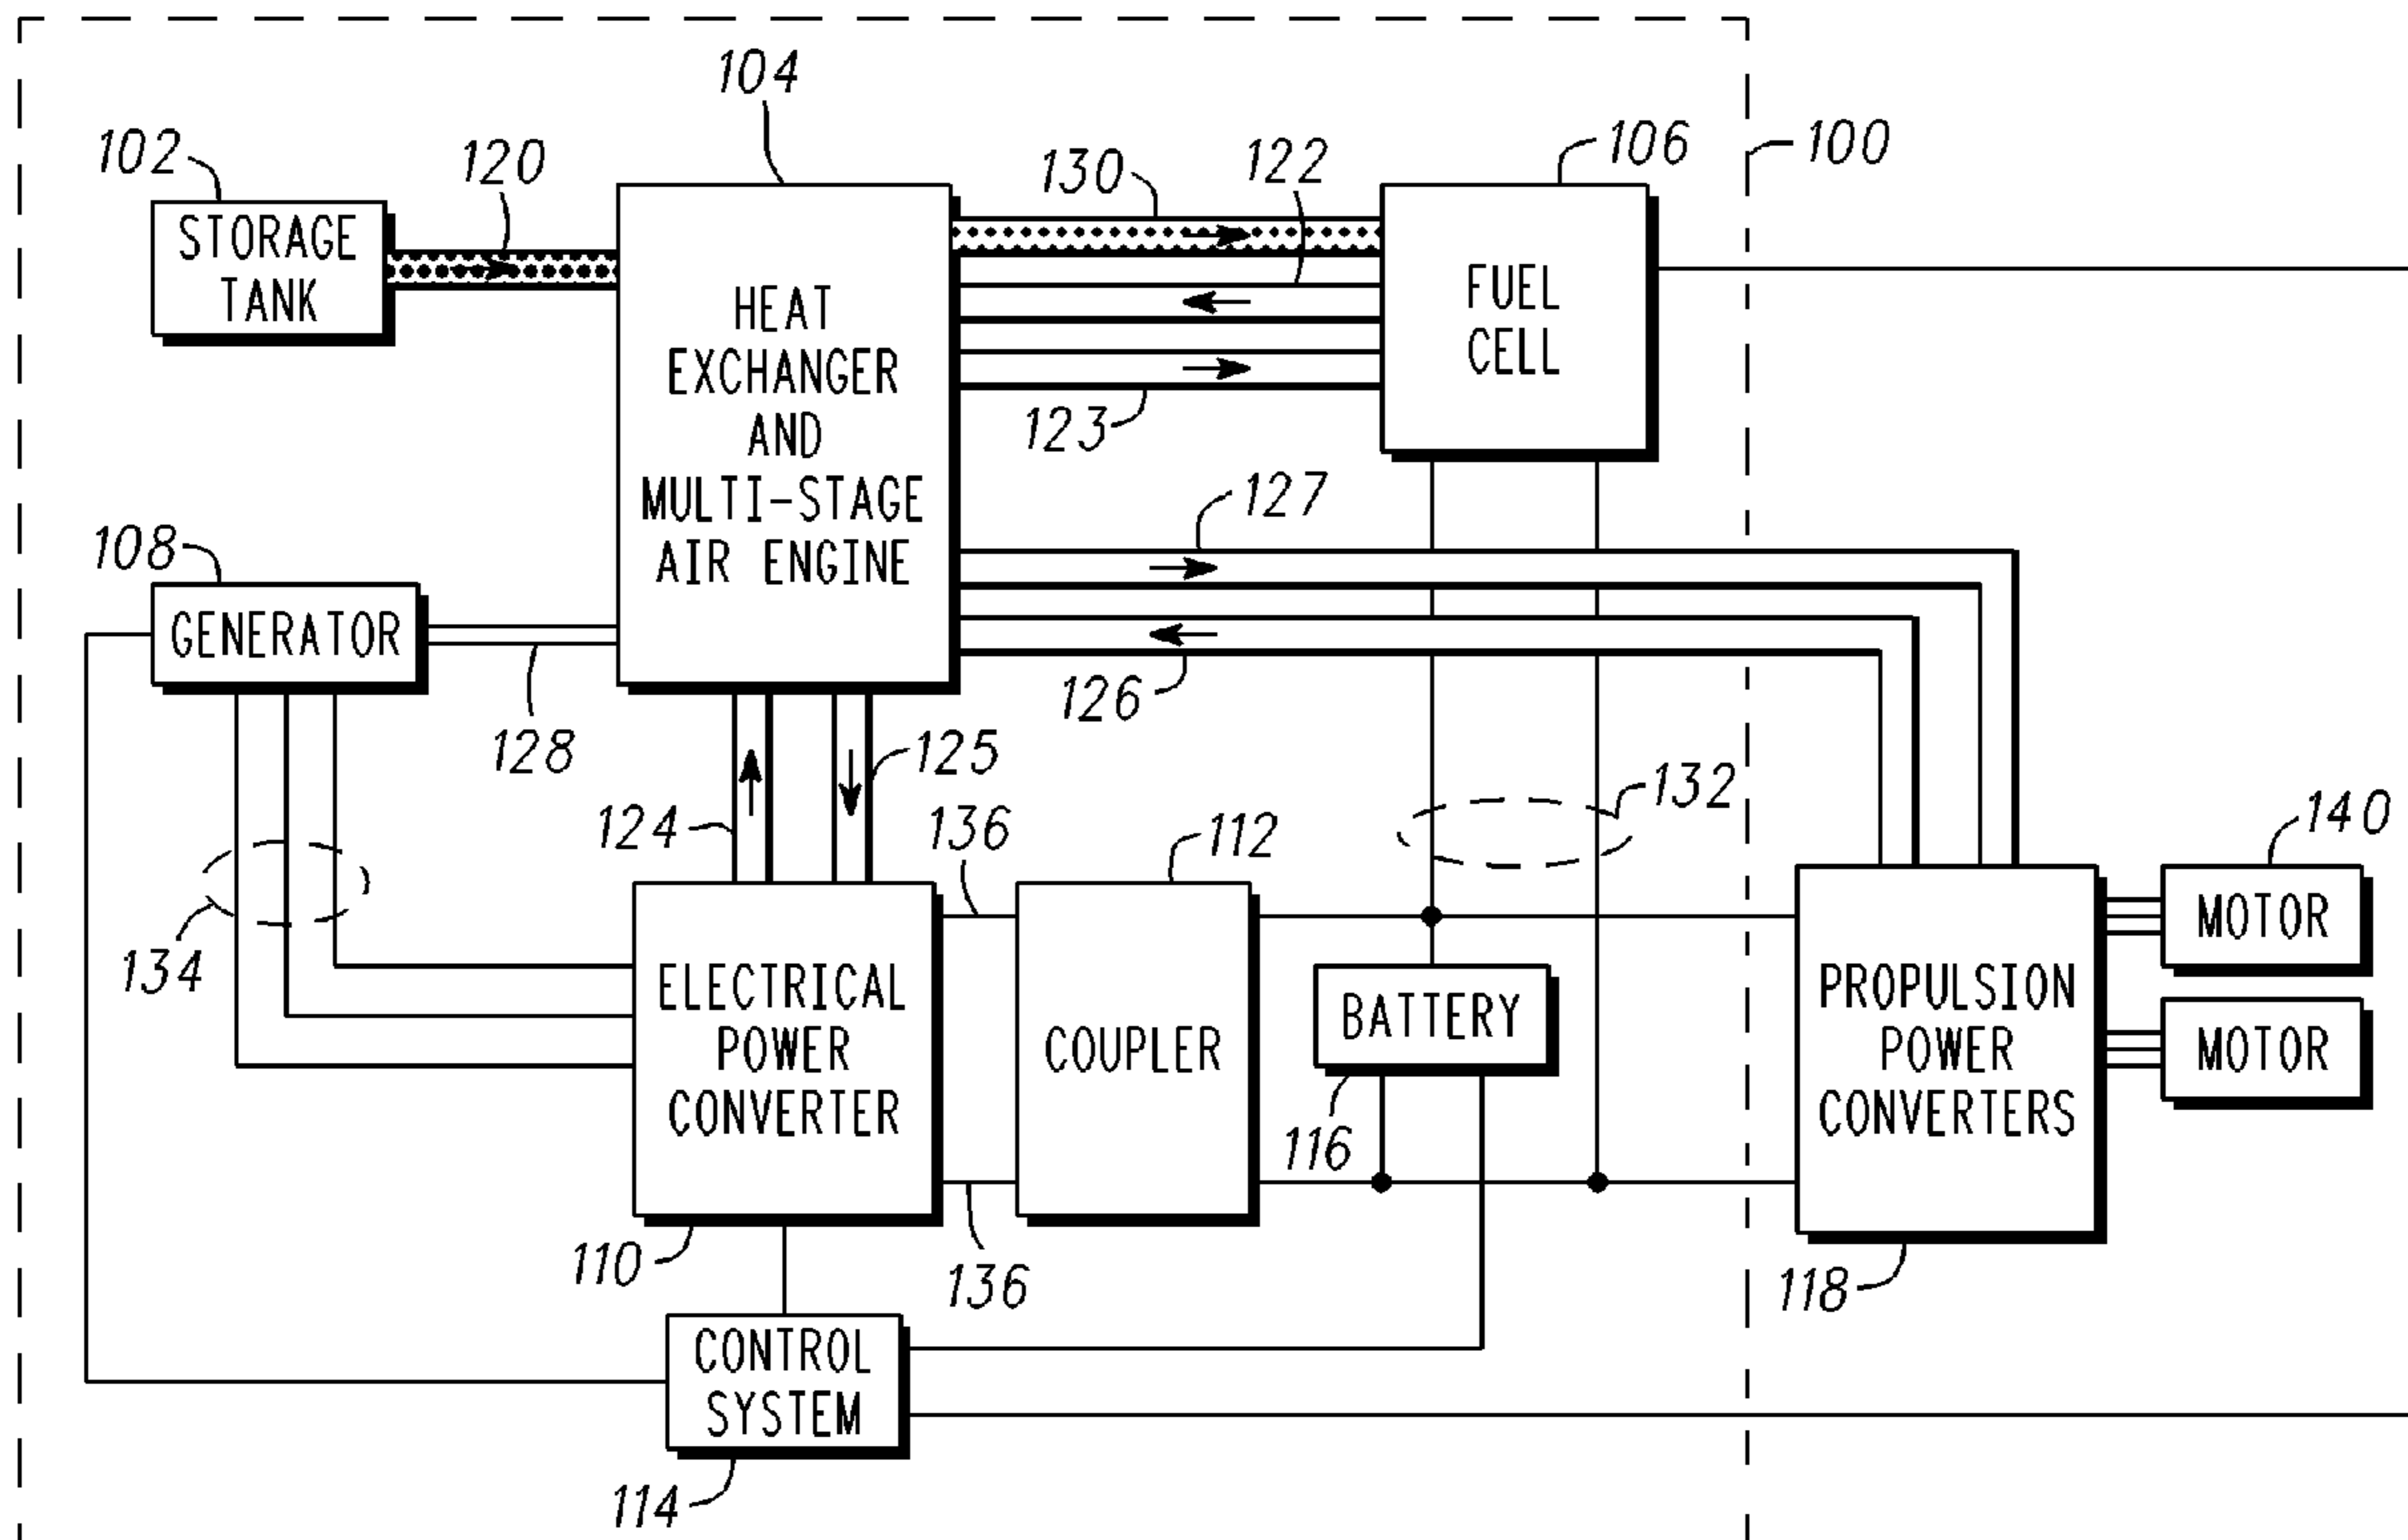 104
102
120
130
122
106
100
STORAGE
TANK
HEAT
EXCHANGER
AND
MULTI-STAGE
AIR ENGINE
FUEL
CELL
123
127
108
GENERATOR
126
128
125
124
136
112
132
140
134
MOTOR
ELECTRICAL
POWER
CONVERTER
COUPLER
BATTERY
PROPULSION
POWER
CONVERTERS
MOTOR
116
110
136
118
CONTROL
SYSTEM
114